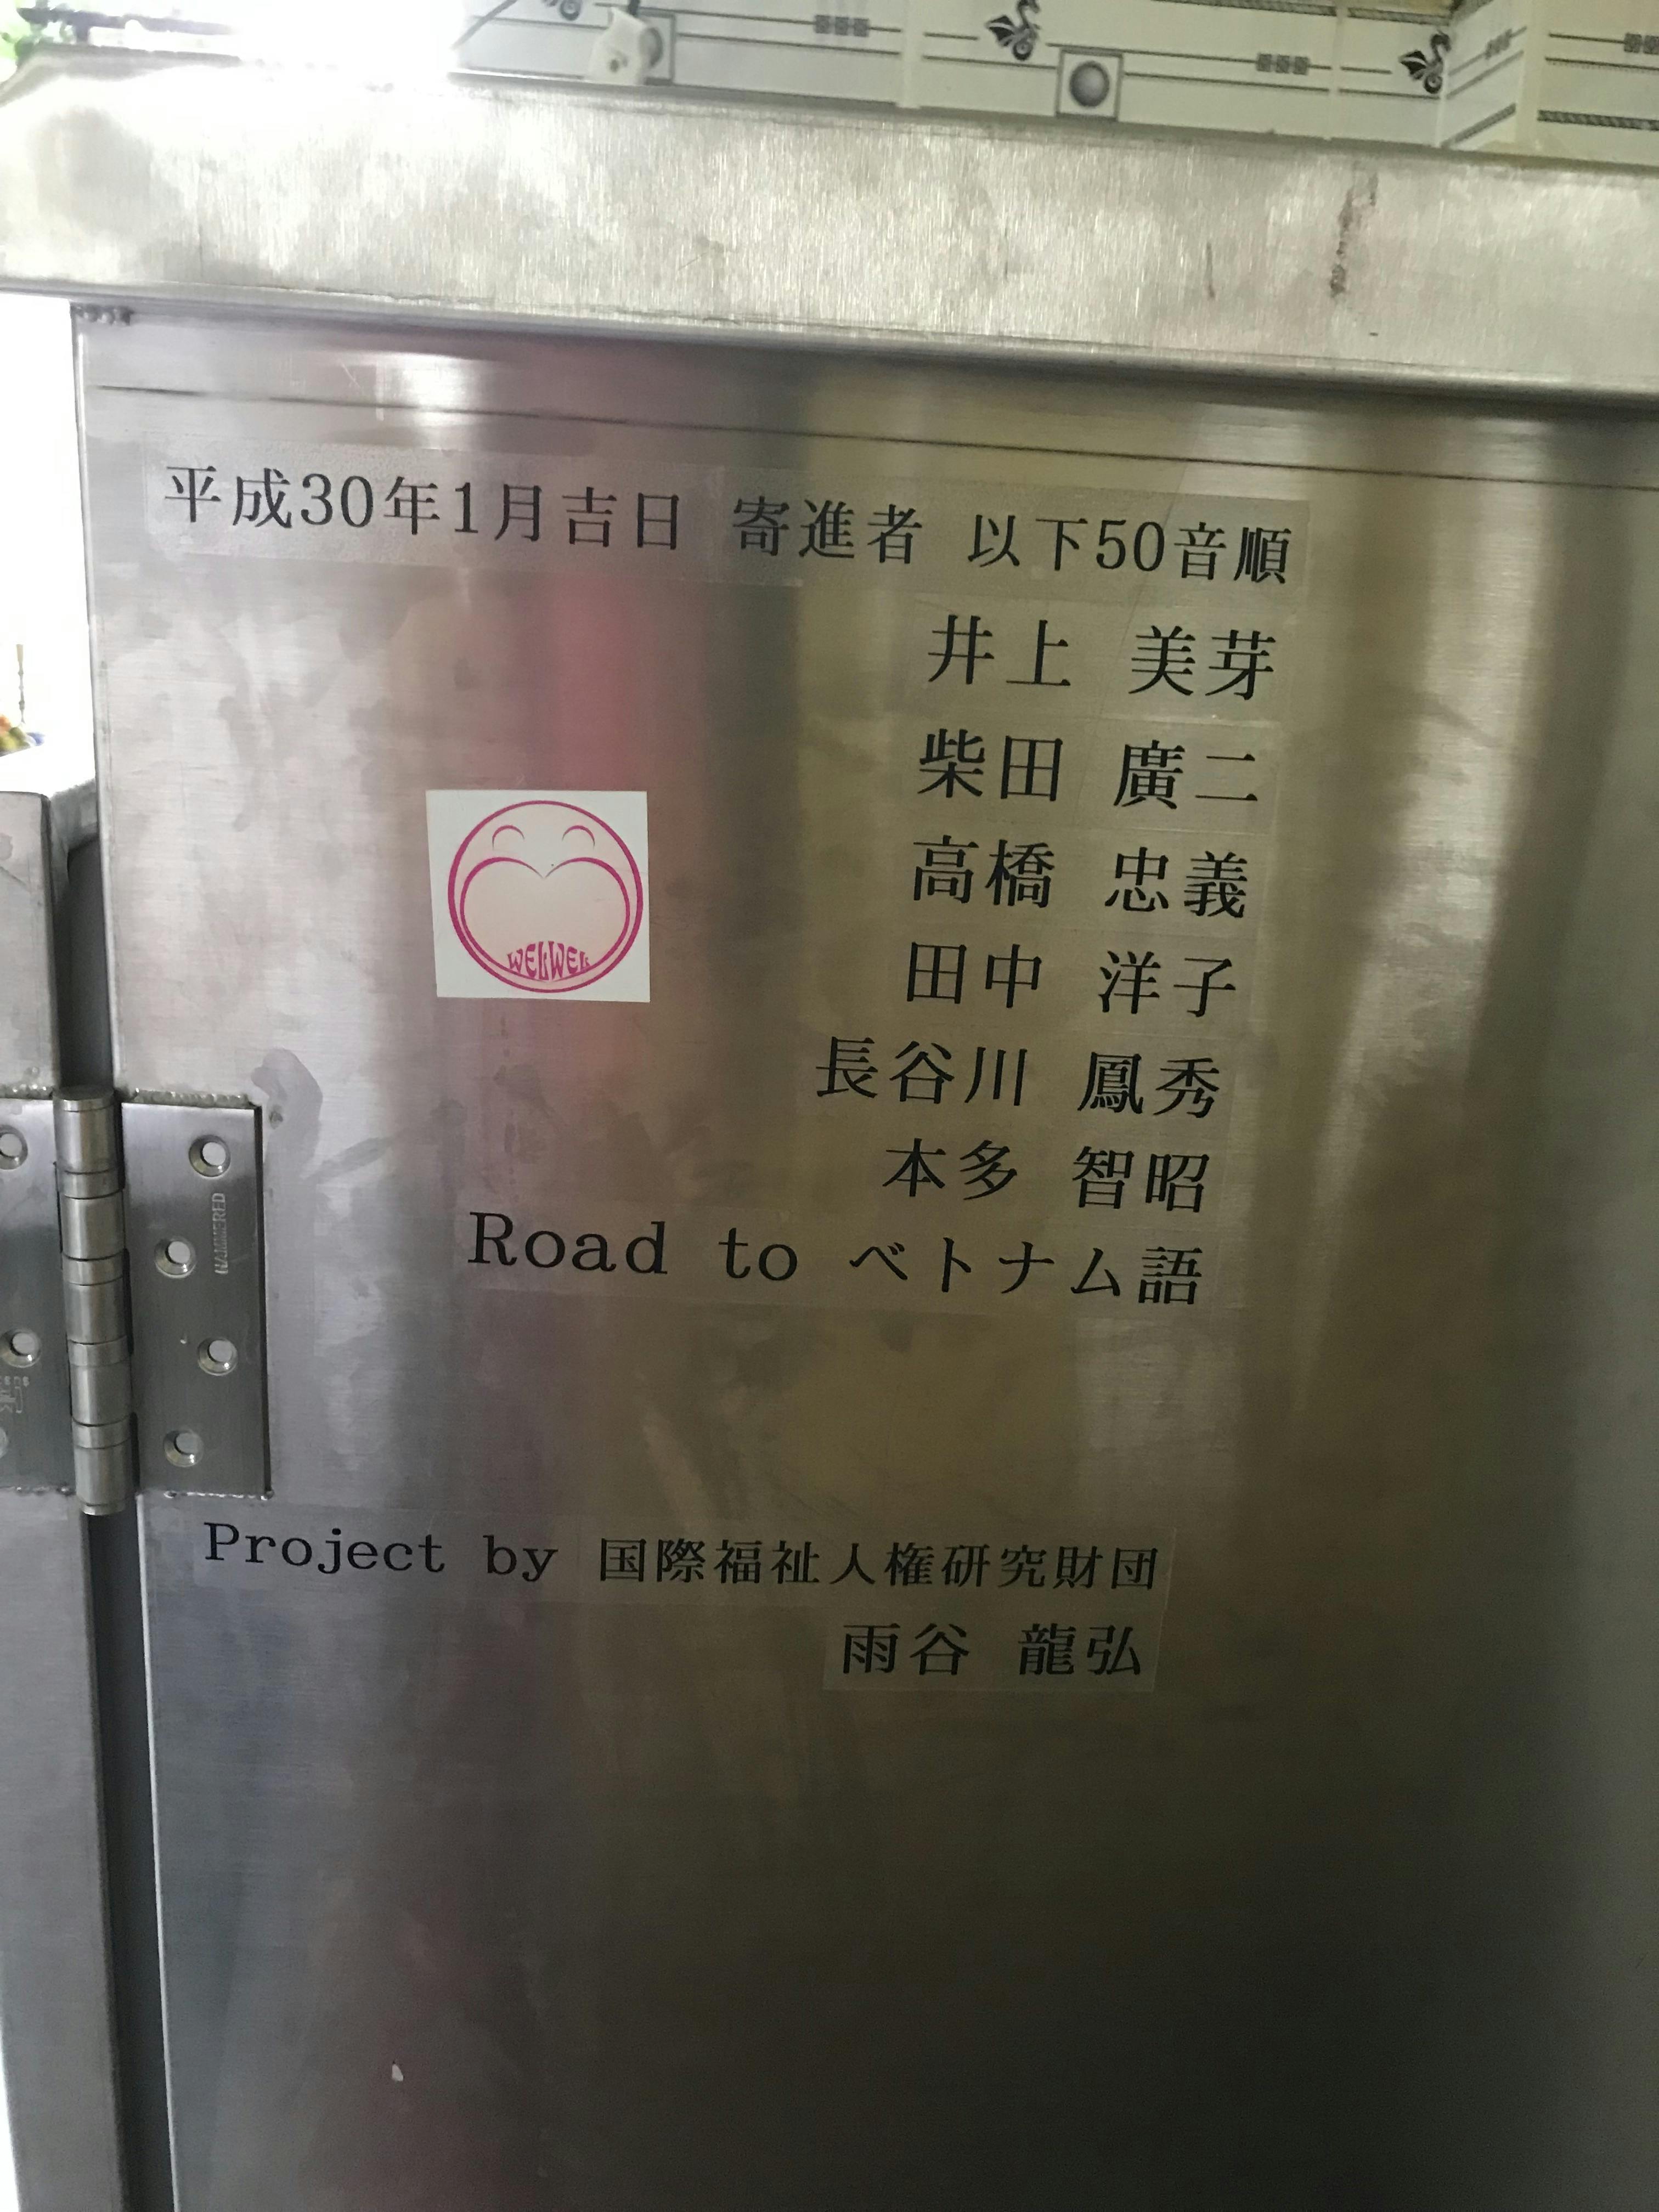 平成30年1月吉日 寄進者 以下50音順
井上 美芽
柴田 廣二
高橋 忠義
田中 洋子
WELWEL
長谷川 鳳秀
本多 智昭
Road to ベトナム語
Project by 国際福祉人権研究財団
雨谷 龍弘